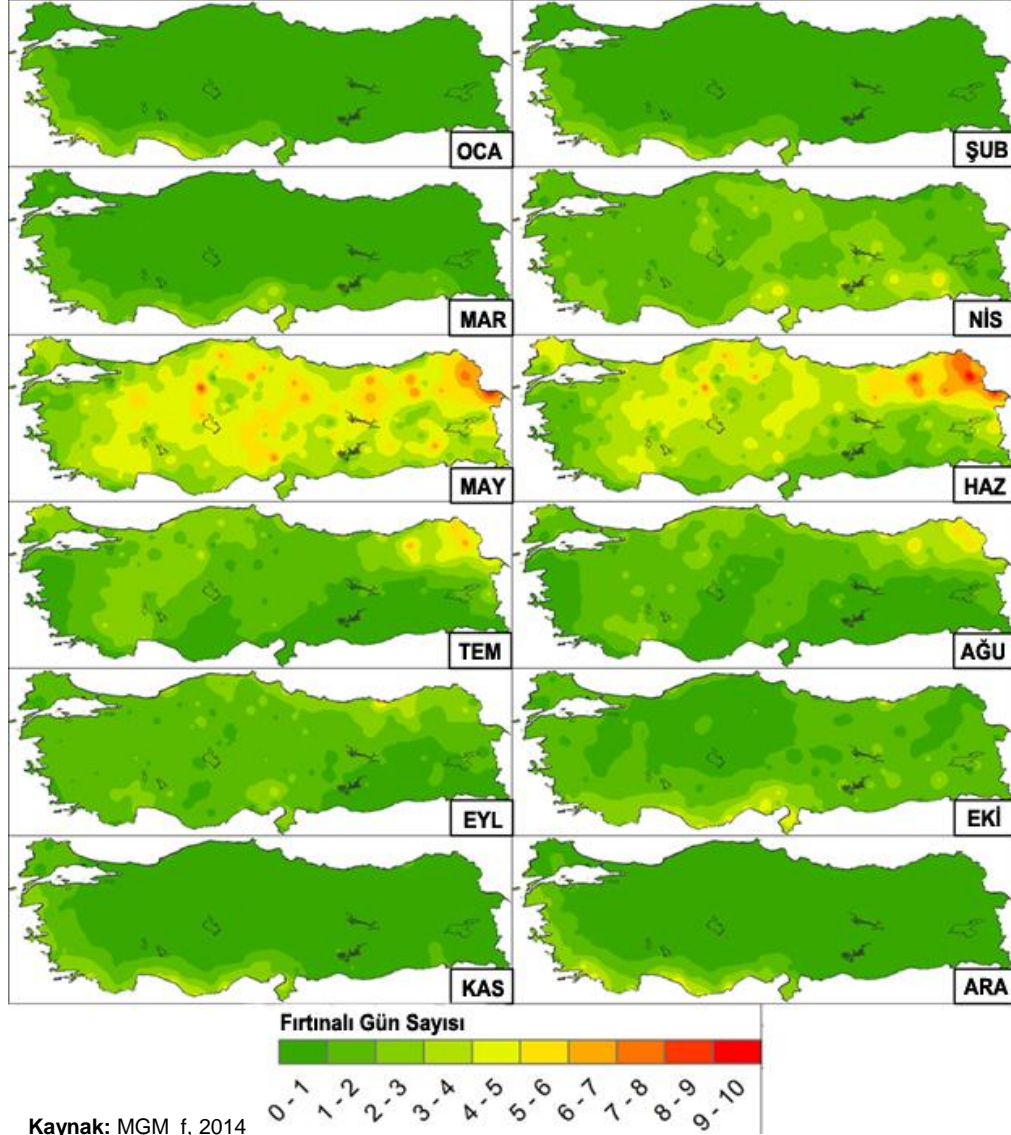 OCA
ŞUB
MAR
NİS
MAY
HAZ
TEM
AĞU
EYL
EKİ
KAS
ARA
Fırtınalı Gün Sayısı
0 - 1
1 - 2
2 - 3
3 - 4
4 - 5
5 - 6
6 - 7
7 - 8
8 - 9
9 - 10
Kaynak: MGM_f, 2014